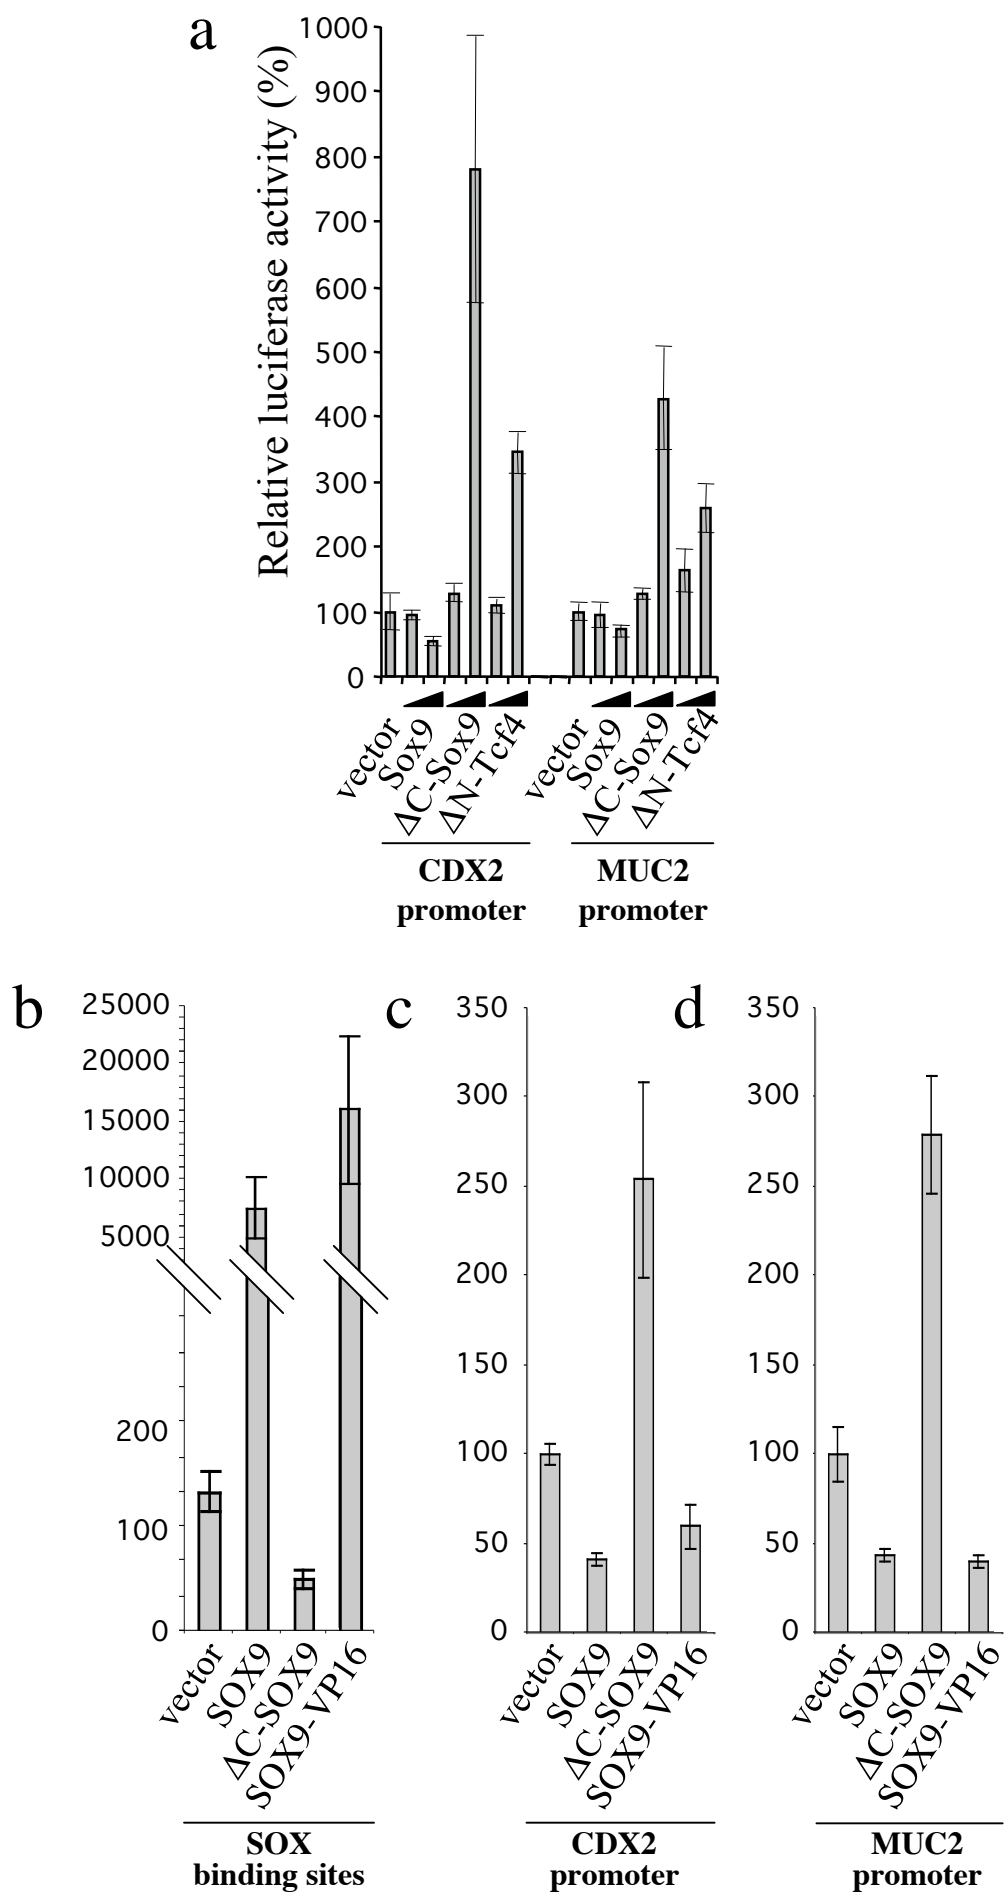 a
Relative luciferase activity (%)
1000
900
800
700
600
500
400
300
200
100
0
vector
Sox9
ΔC-Sox9
ΔN-Tcf4
vector
Sox9
ΔC-Sox9
ΔN-Tcf4
CDX2
promoter
MUC2
promoter
b
25000
20000
15000
10000
5000
200
100
0
vector
SOX9
ΔC-SOX9
SOX9-VP16
SOX
binding sites
c
350
300
250
200
150
100
50
0
vector
SOX9
ΔC-SOX9
SOX9-VP16
CDX2
promoter
d
350
300
250
200
150
100
50
0
vector
SOX9
ΔC-SOX9
SOX9-VP16
MUC2
promoter